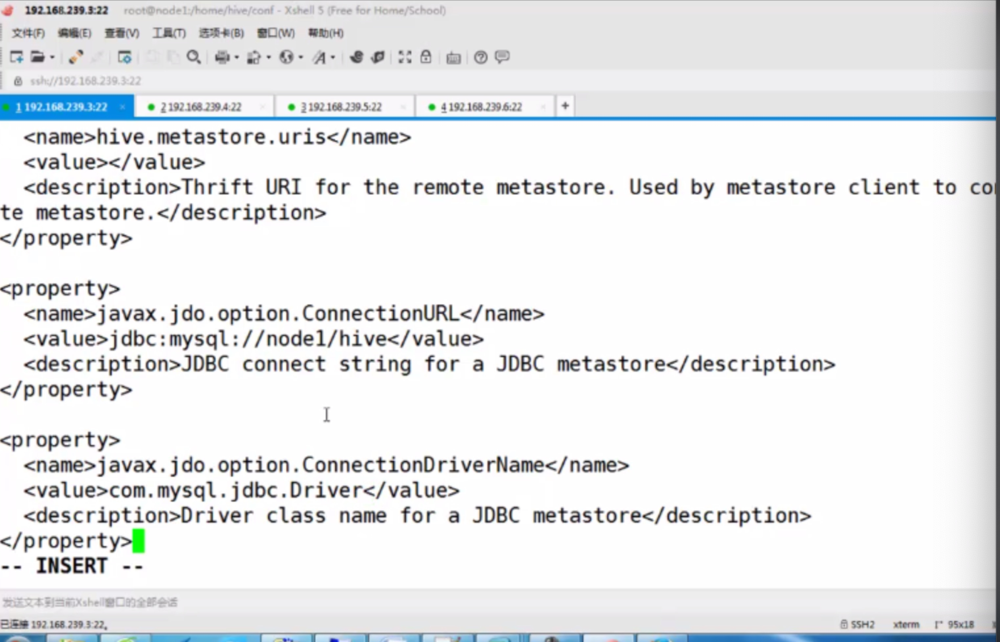 192.168.239.3:22 root@node1:/home/hive/conf - Xshell 5 (Free for Home/School)
文件(F) 编辑(E) 查看(V) 工具(T) 选项卡(B) 窗口(W) 帮助(H)
ssh://192.168.239.3:22
1 192.168.239.3:22 × 2 192.168.239.4:22 × 3 192.168.239.5:22 × 4 192.168.239.6:22 × +
<name>hive.metastore.uris</name>
<value></value>
<description>Thrift URI for the remote metastore. Used by metastore client to
te metastore.</description>
</property>
<property>
<name>javax.jdo.option.ConnectionURL</name>
<value>jdbc:mysql://node1/hive</value>
<description>JDBC connect string for a JDBC metastore</description>
</property>
<property>
<name>javax.jdo.option.ConnectionDriverName</name>
<value>com.mysql.jdbc.Driver</value>
<description>Driver class name for a JDBC metastore</description>
</property>
-- INSERT --
发送文本到当前Xshell窗口的全部会话
已连接 192.168.239.3:22。 SSH2 xterm 95x18